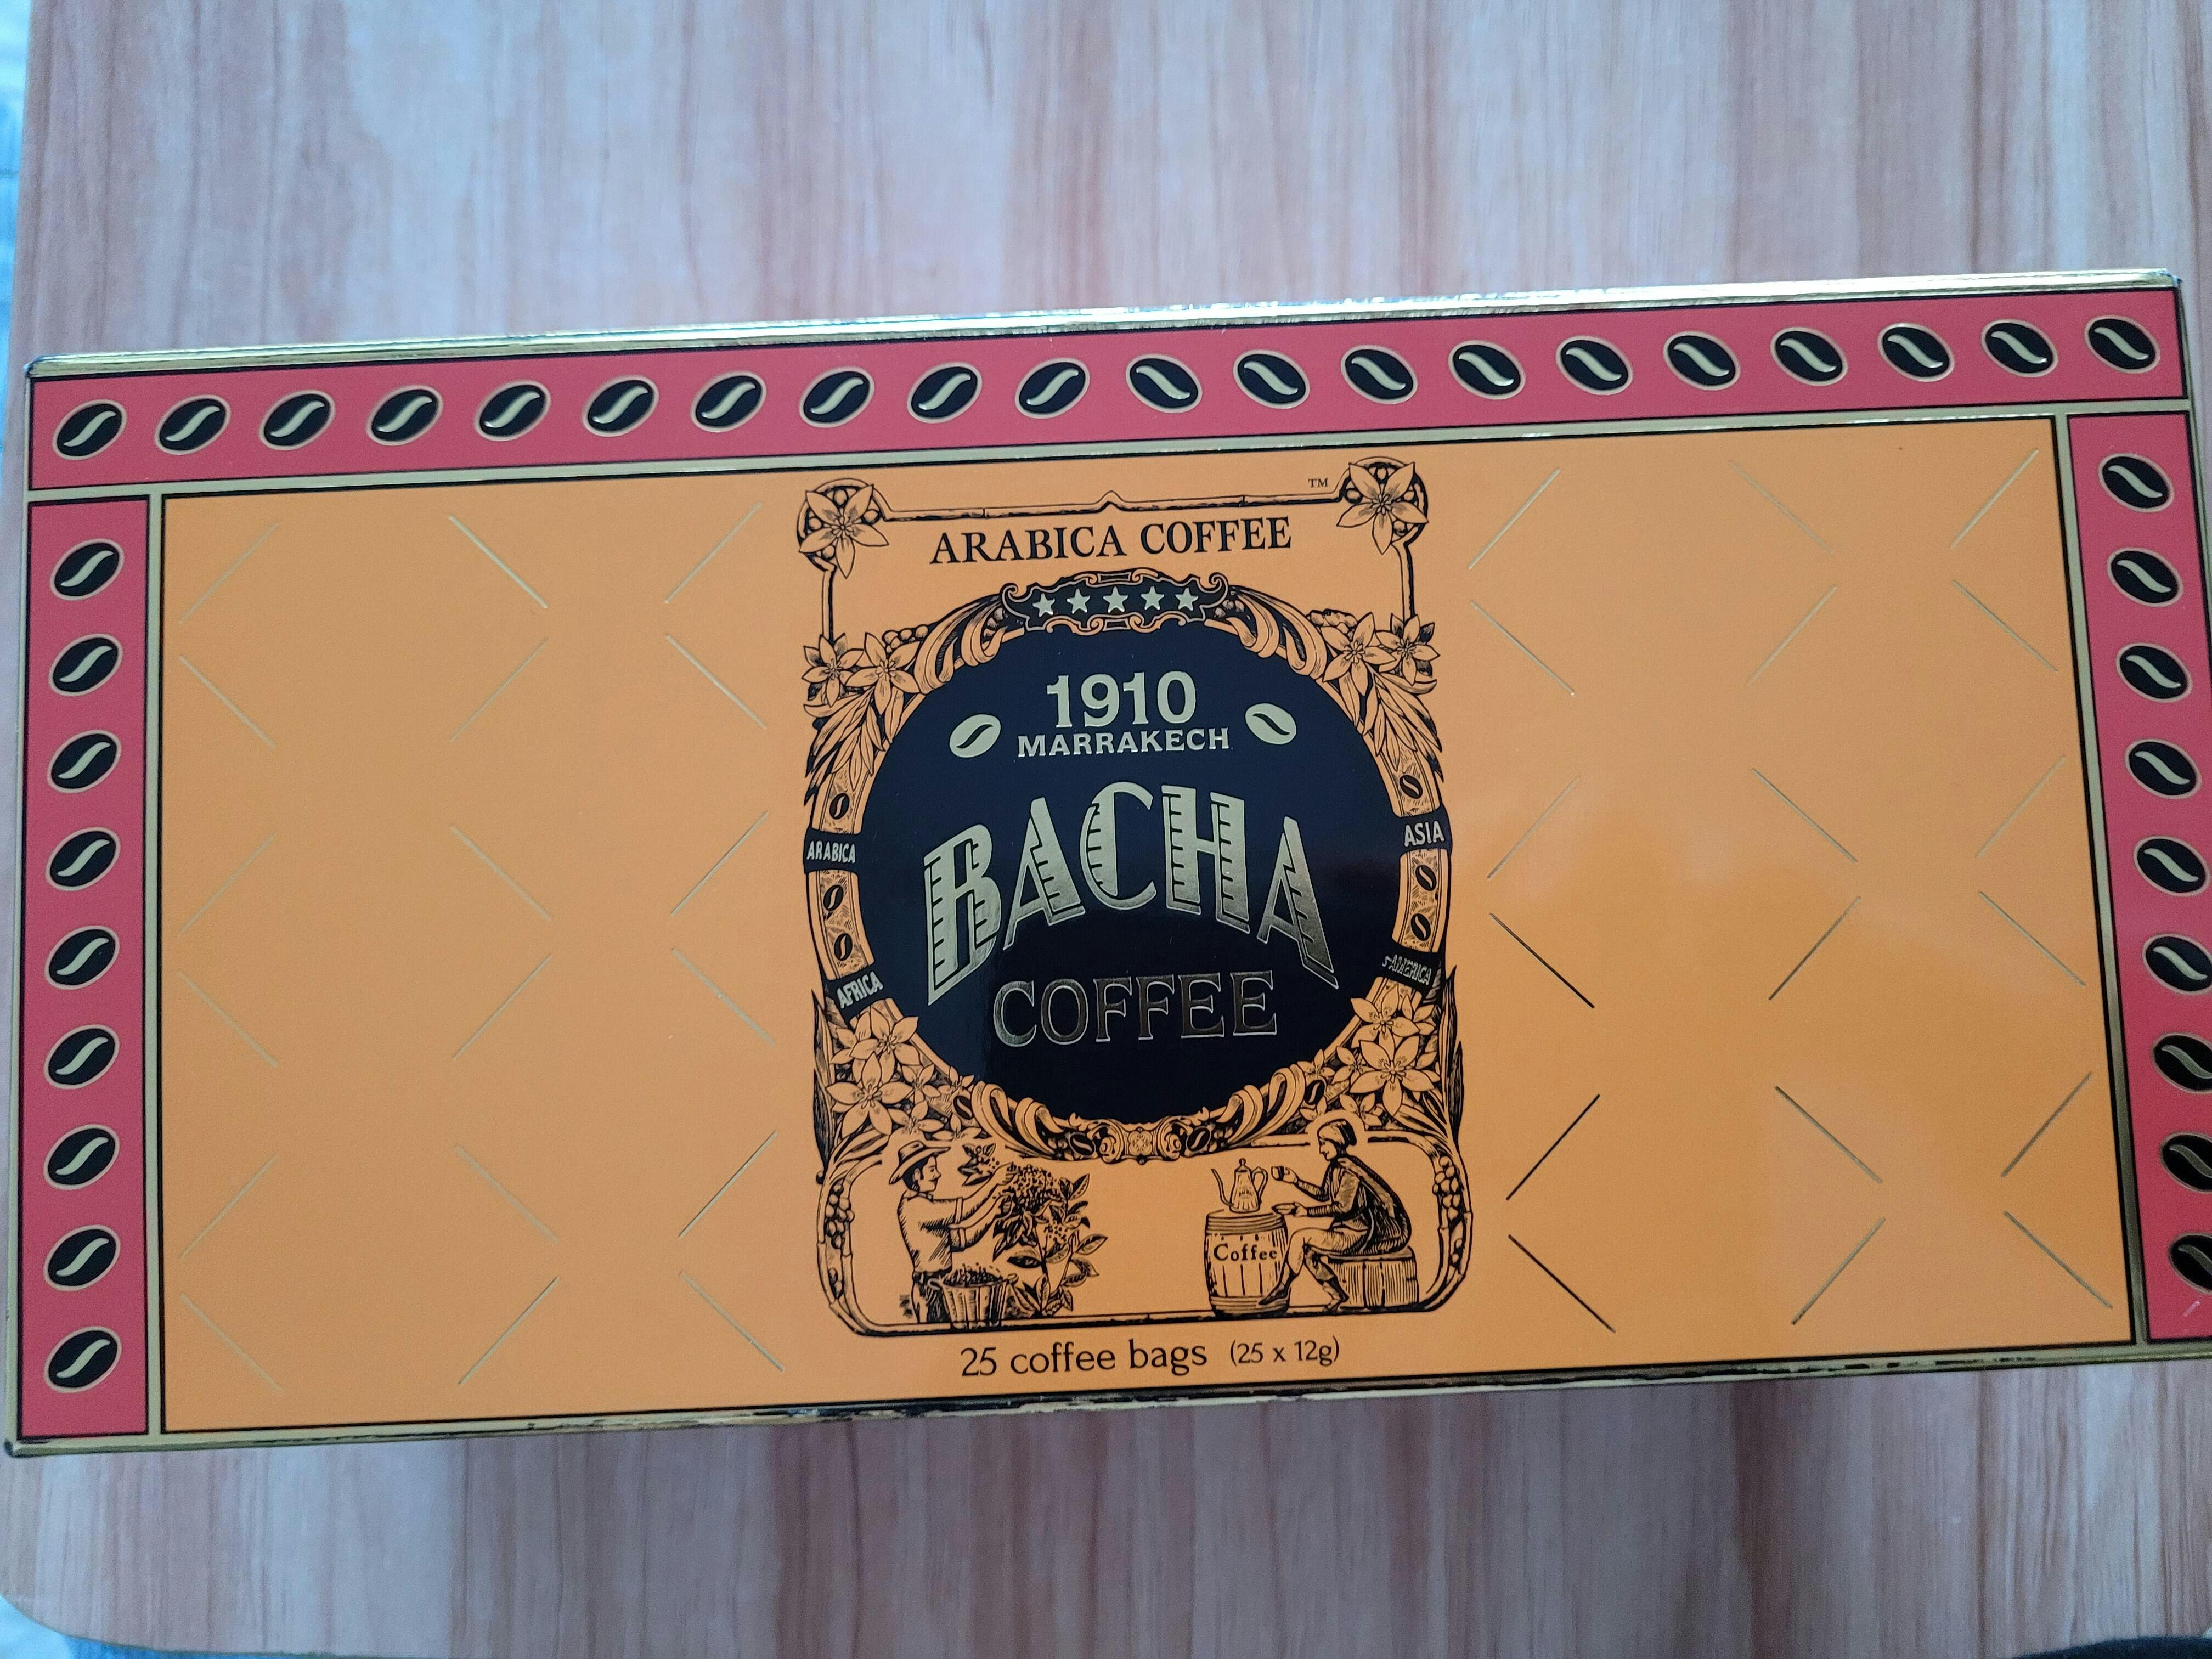 ™
ARABICA COFFEE
1910
MARRAKECH
BACHA
COFFEE
ARABICA
ASIA
AFRICA
S.AMERICA
Coffee
25 coffee bags (25 x 12g)